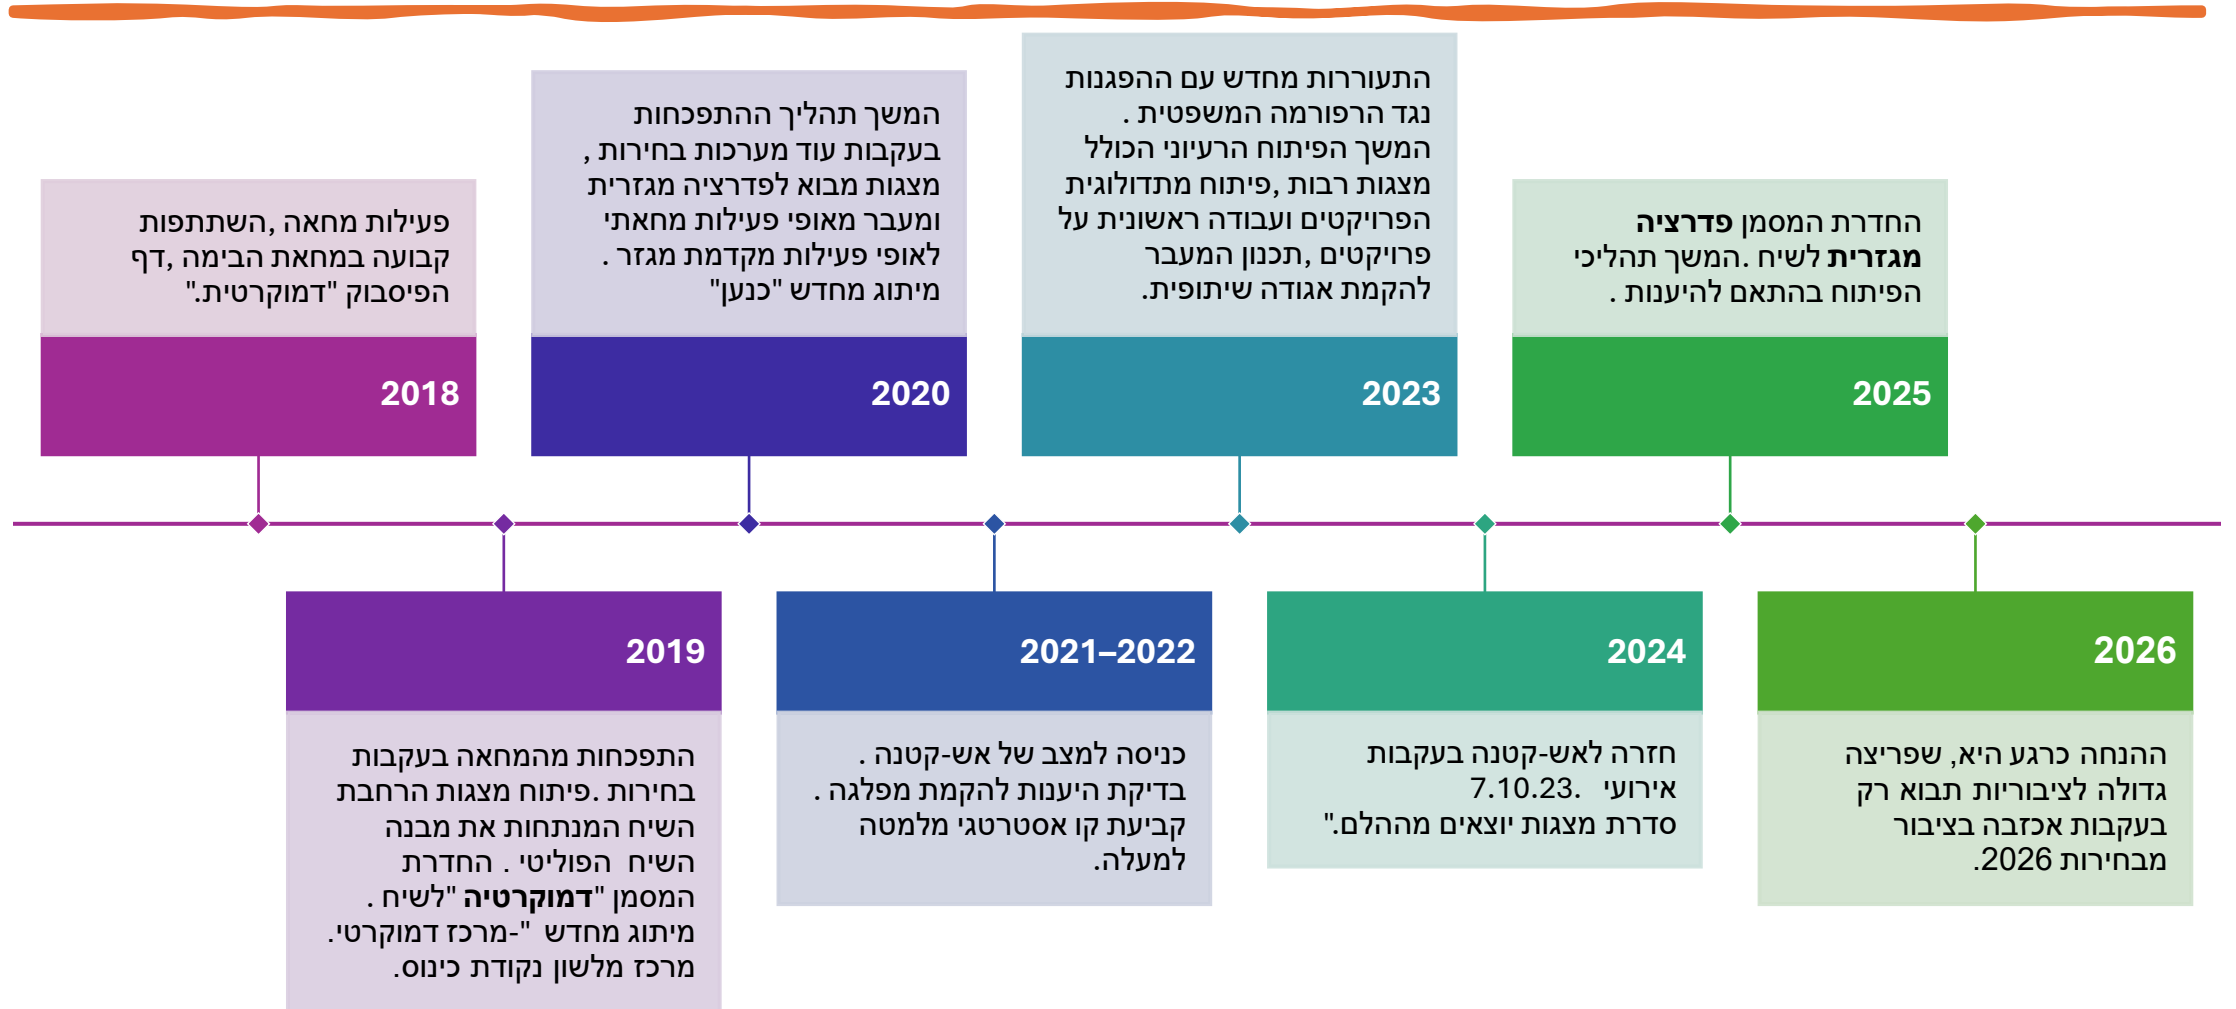 פעילות מחאה ,השתתפות
קבועה במחאת הבימה ,דף
הפיסבוק "דמוקרטית."
2018
2019
התפכחות מהמחאה בעקבות
בחירות .פיתוח מצגות הרחבת
השיח המנתחות את מבנה
השיח הפוליטי . החדרת
המסמן "דמוקרטיה "לשיח .
מיתוג מחדש "-מרכז דמוקרטי.
מרכז מלשון נקודת כינוס.
המשך תהליך ההתפכחות
בעקבות עוד מערכות בחירות ,
מצגות מבוא לפדרציה מגזרית
ומעבר מאופי פעילות מחאתי
לאופי פעילות מקדמת מגזר .
מיתוג מחדש "כנען"
2020
2021–2022
כניסה למצב של אש-קטנה .
בדיקת היענות להקמת מפלגה .
קביעת קו אסטרטגי מלמטה
למעלה.
התעוררות מחדש עם ההפגנות
נגד הרפורמה המשפטית .
המשך הפיתוח הרעיוני הכולל
מצגות רבות ,פיתוח מתדולוגית
הפרויקטים ועבודה ראשונית על
פרויקטים ,תכנון המעבר
להקמת אגודה שיתופית.
2023
2024
חזרה לאש-קטנה בעקבות
אירועי 7.10.23.
סדרת מצגות יוצאים מההלם."
החדרת המסמן פדרציה
מגזרית לשיח .המשך תהליכי
הפיתוח בהתאם להיענות .
2025
2026
ההנחה כרגע היא, שפריצה
גדולה לציבוריות תבוא רק
בעקבות אכזבה בציבור
מבחירות 2026.